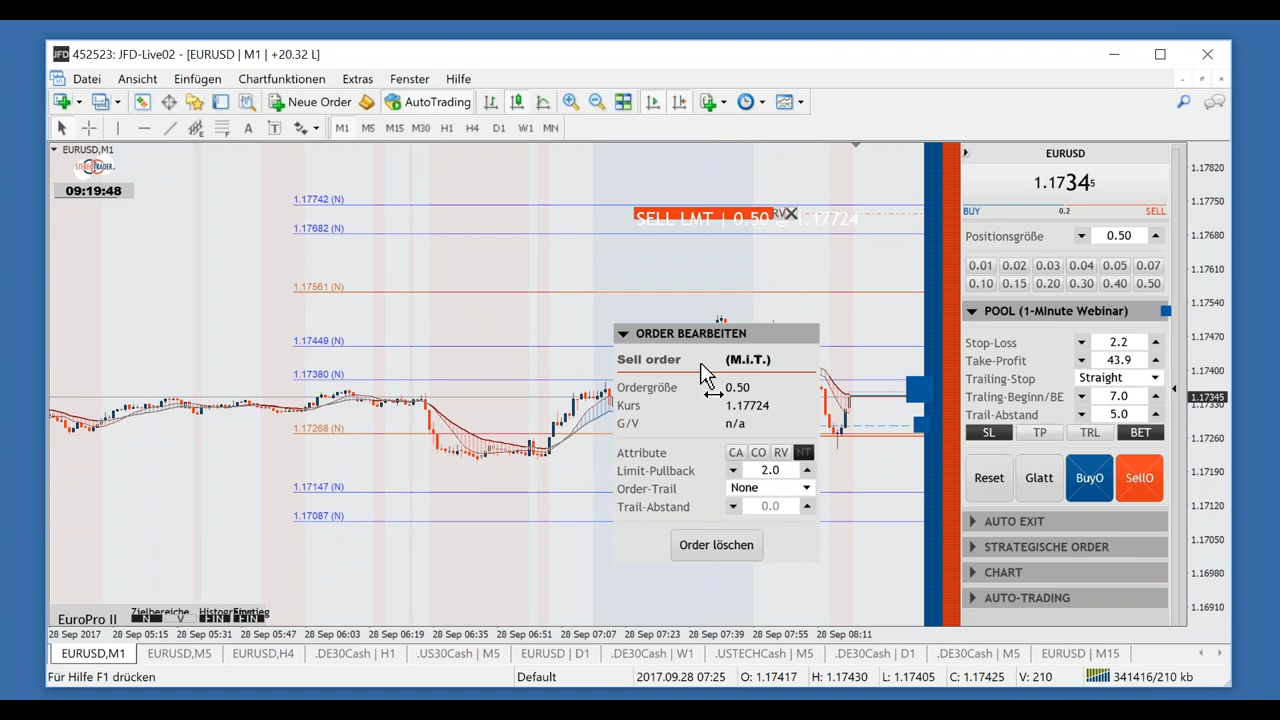 452523: JFD-Live02 - [EURUSD | M1 | +20.32 L]
Datei Ansicht Einfügen Chartfunktionen Extras Fenster Hilfe
Neue Order AutoTrading
M1 M5 M15 M30 H1 H4 D1 W1 MN
EURUSD,M1
STEREOTRADER
09:19:48
1.17742 (N)
SELL LMT | 0.50 @ 1.17724
RV
1.17682 (N)
1.17561 (N)
1.17449 (N)
1.17380 (N)
1.17268 (N)
1.17147 (N)
1.17087 (N)
ORDER BEARBEITEN
Sell order (M.i.T.)
Ordergröße 0.50
Kurs 1.17724
G/V n/a
Attribute CA CO RV NT
Limit-Pullback 2.0
Order-Trail None
Trail-Abstand 0.0
Order löschen
EURUSD
1.17345
BUY 0.2 SELL
Positionsgröße 0.50
0.01 0.02 0.03 0.04 0.05 0.07
0.10 0.15 0.20 0.30 0.40 0.50
POOL (1-Minute Webinar)
Stop-Loss 2.2
Take-Profit 43.9
Trailing-Stop Straight
Traling-Beginn/BE 7.0
Trail-Abstand 5.0
SL TP TRL BET
Reset Glatt BuyO SellO
AUTO EXIT
STRATEGISCHE ORDER
CHART
AUTO-TRADING
1.17820
1.17750
1.17680
1.17610
1.17540
1.17470
1.17400
1.17345
1.17330
1.17260
1.17190
1.17120
1.17050
1.16980
1.16910
EuroPro II
Zielbereiche
N V
28 Sep 2017 28 Sep 05:15 28 Sep 05:31 28 Sep 05:47 28 Sep 06:03 28 Sep 06:19 28 Sep 06:35 28 Sep 06:51 28 Sep 07:07 28 Sep 07:23 28 Sep 07:39 28 Sep 07:55 28 Sep 08:11
EURUSD,M1 EURUSD,M5 EURUSD,H4 .DE30Cash | H1 .US30Cash | M5 EURUSD | D1 .DE30Cash | W1 .USTECHCash | M5 .DE30Cash | D1 .DE30Cash | M5 EURUSD | M15
Für Hilfe F1 drücken Default 2017.09.28 07:25 O: 1.17417 H: 1.17430 L: 1.17405 C: 1.17425 V: 210 341416/210 kb